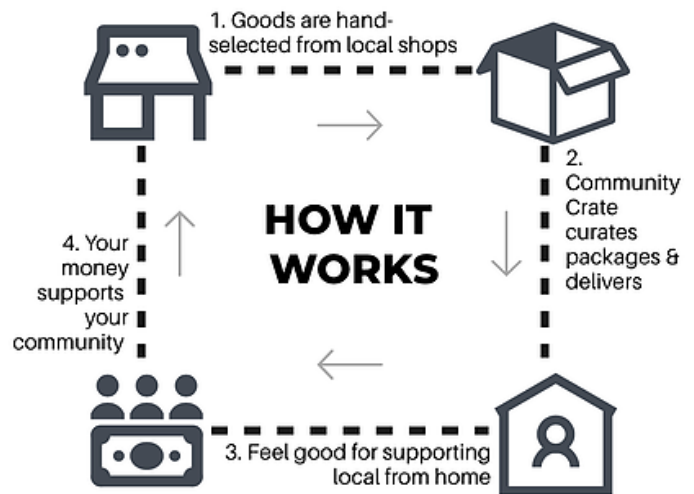 1. Goods are hand-
selected from local shops
2.
Community
Crate
curates
packages &
delivers
HOW IT
WORKS
4. Your
money
supports
your
community
3. Feel good for supporting
local from home